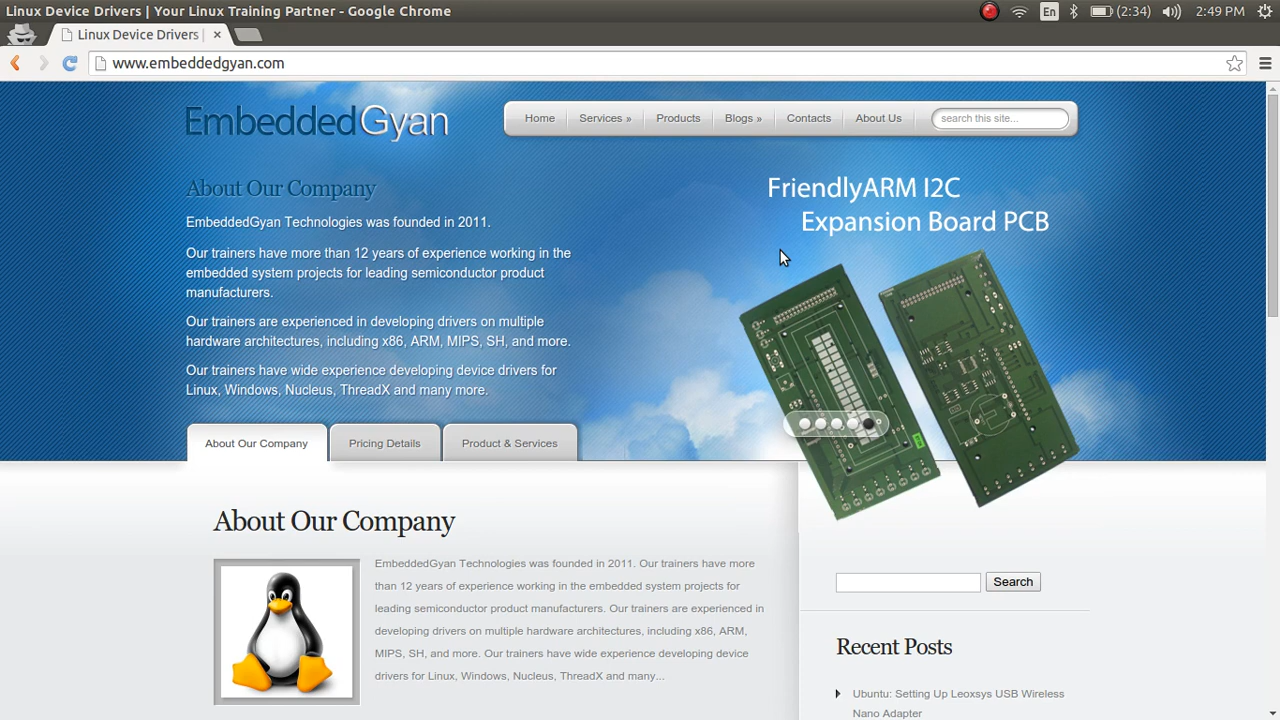 Linux Device Drivers | Your Linux Training Partner - Google Chrome
En (2:34) 2:49 PM
Linux Device Drivers |
www.embeddedgyan.com
EmbeddedGyan
Home Services » Products Blogs » Contacts About Us search this site...
About Our Company
EmbeddedGyan Technologies was founded in 2011.
Our trainers have more than 12 years of experience working in the
embedded system projects for leading semiconductor product
manufacturers.
Our trainers are experienced in developing drivers on multiple
hardware architectures, including x86, ARM, MIPS, SH, and more.
Our trainers have wide experience developing device drivers for
Linux, Windows, Nucleus, ThreadX and many more.
FriendlyARM I2C
Expansion Board PCB
About Our Company Pricing Details Product & Services
About Our Company
EmbeddedGyan Technologies was founded in 2011. Our trainers have more
than 12 years of experience working in the embedded system projects for
leading semiconductor product manufacturers. Our trainers are experienced in
developing drivers on multiple hardware architectures, including x86, ARM,
MIPS, SH, and more. Our trainers have wide experience developing device
drivers for Linux, Windows, Nucleus, ThreadX and many...
Search
Recent Posts
Ubuntu: Setting Up Leoxsys USB Wireless
Nano Adapter